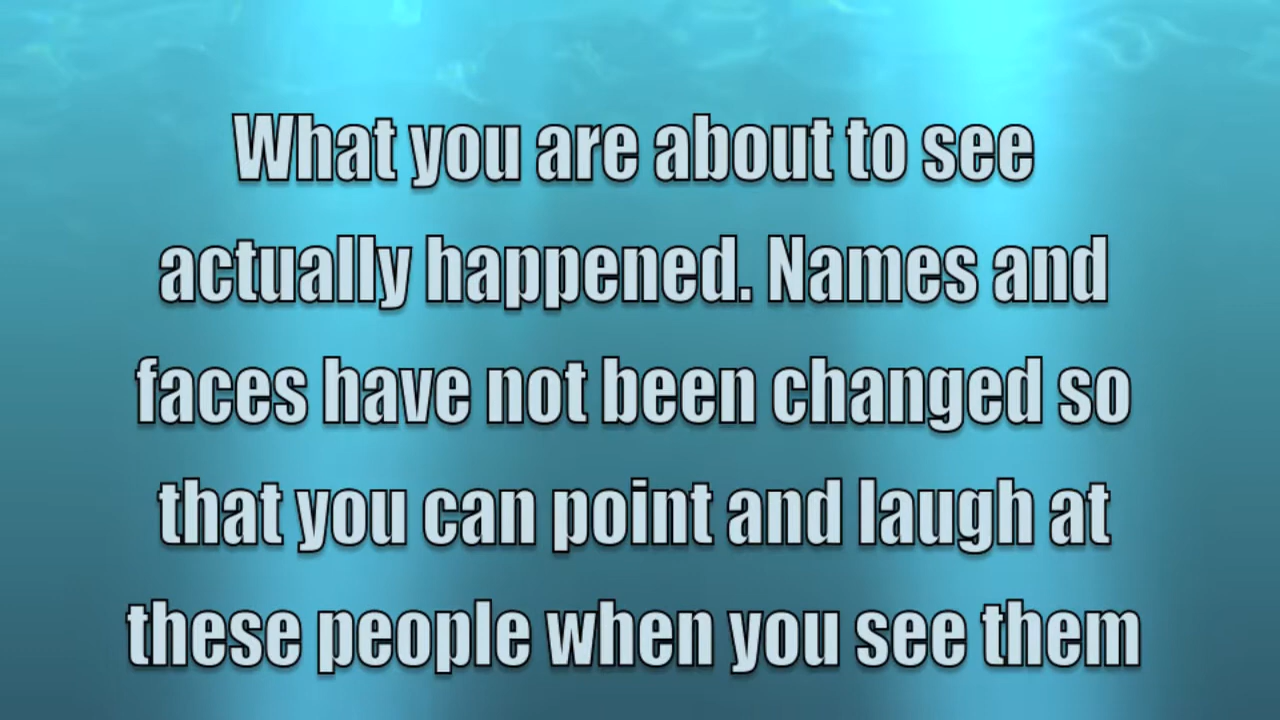 What you are about to see
actually happened. Names and
faces have not been changed so
that you can point and laugh at
these people when you see them